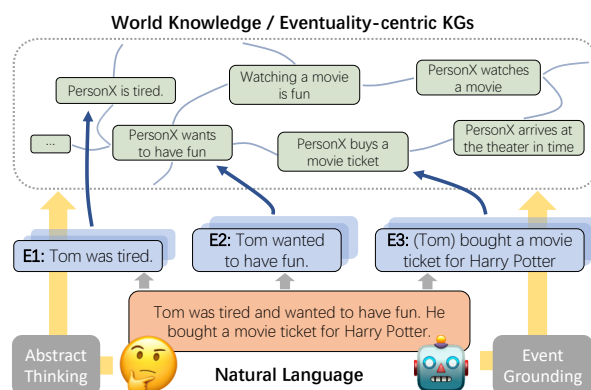 World Knowledge / Eventuality-centric KGs
PersonX is tired.
Watching a movie
is fun
PersonX watches
a movie
...
PersonX wants
to have fun
PersonX buys a
movie ticket
PersonX arrives at
the theater in time
E1: Tom was tired.
E2: Tom wanted
to have fun.
E3: (Tom) bought a movie
ticket for Harry Potter
Tom was tired and wanted to have fun. He
bought a movie ticket for Harry Potter.
Abstract
Thinking
Natural Language
Event
Grounding